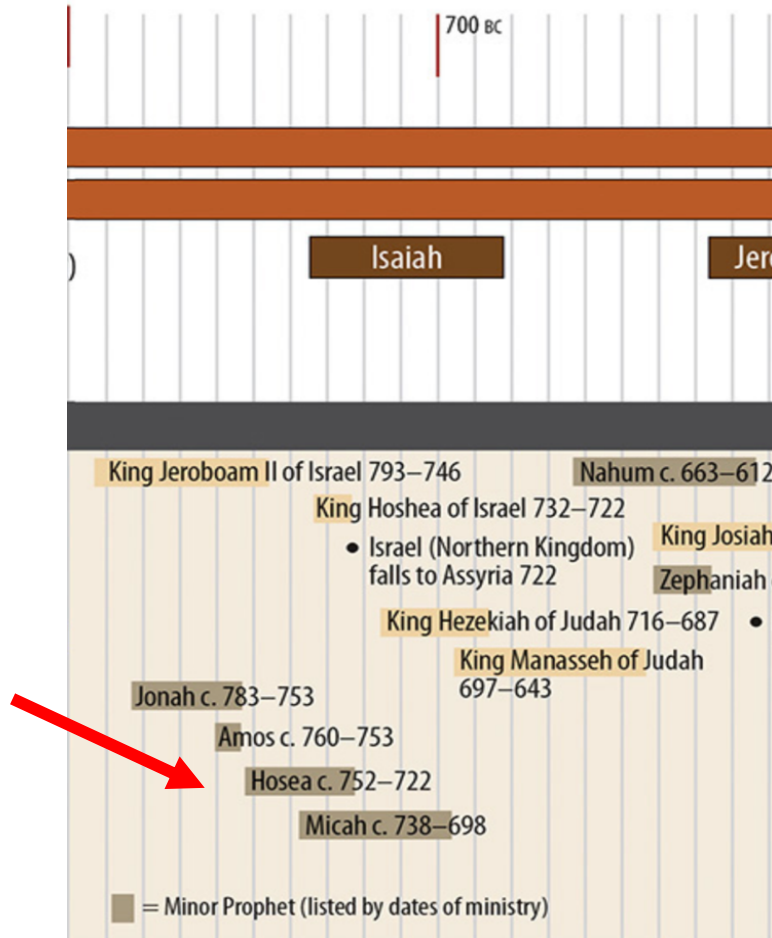 700 BC
Isaiah
)
King Jeroboam II of Israel 793–746
Nahum c. 663–612
King Hoshea of Israel 732–722
King Josiah
• Israel (Northern Kingdom)
falls to Assyria 722
Zephaniah
King Hezekiah of Judah 716–687 •
King Manasseh of Judah
697–643
Jonah c. 783–753
Amos c. 760–753
Hosea c. 752–722
Micah c. 738–698
= Minor Prophet (listed by dates of ministry)